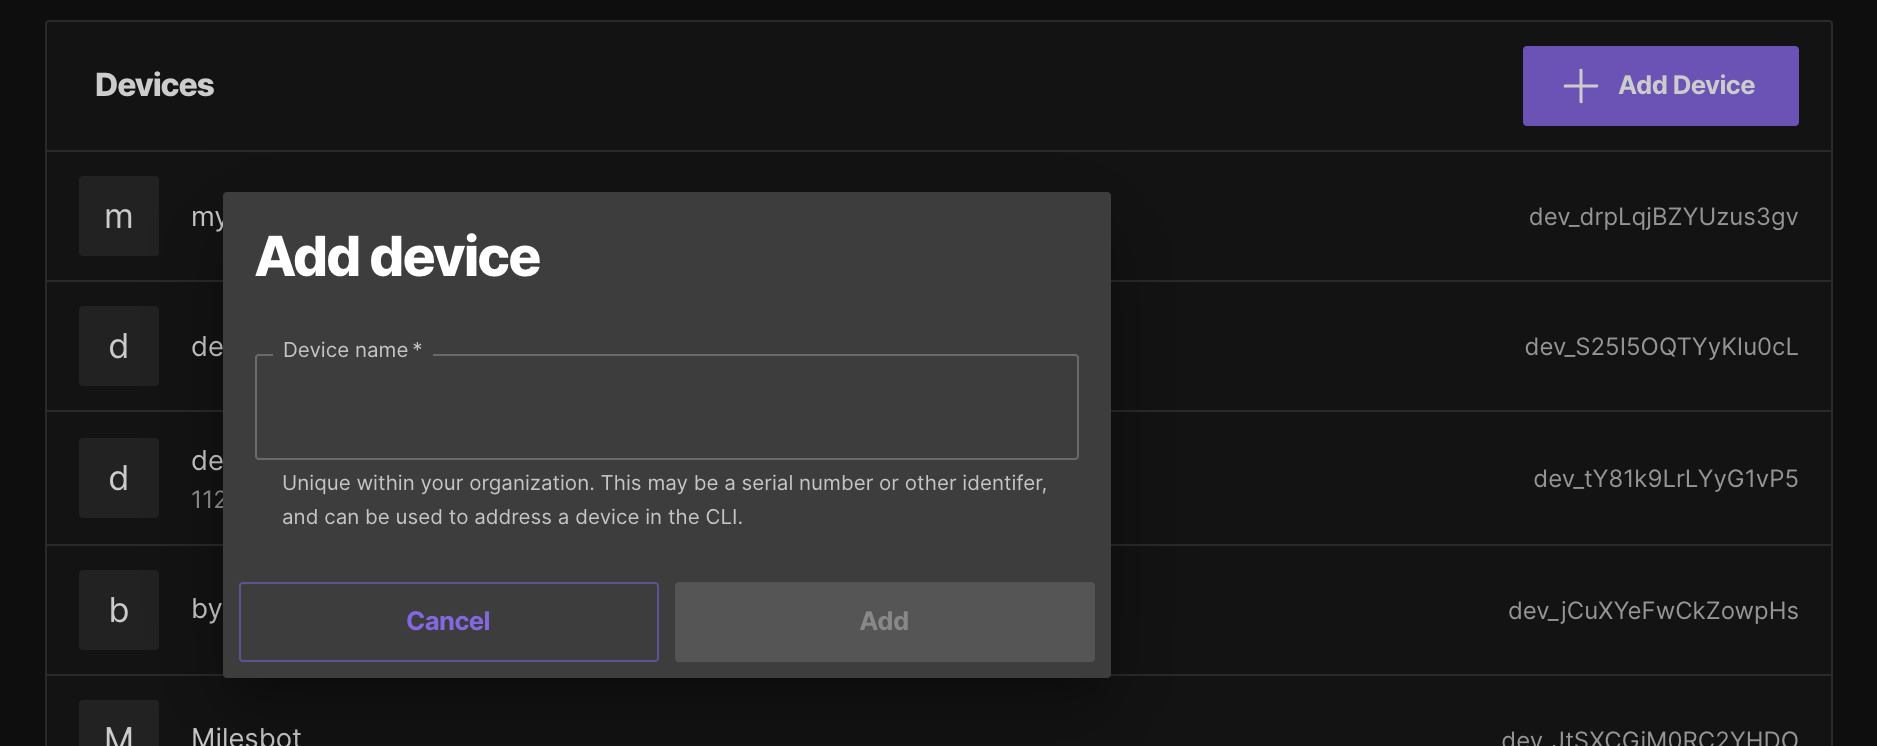 Devices
Add Device
m
my
dev_drpLqjBZYUzus3gv
Add device
Device name *
d
de
dev_S25I5OQTYyKIu0cL
Unique within your organization. This may be a serial number or other identifer,
and can be used to address a device in the CLI.
d
de
112
dev_tY81k9LrLYyG1vP5
Cancel
Add
b
by
dev_jCuXYeFwCkZowpHs
M
Milesbot
dev_JtSXCGjM0RC2YHDO